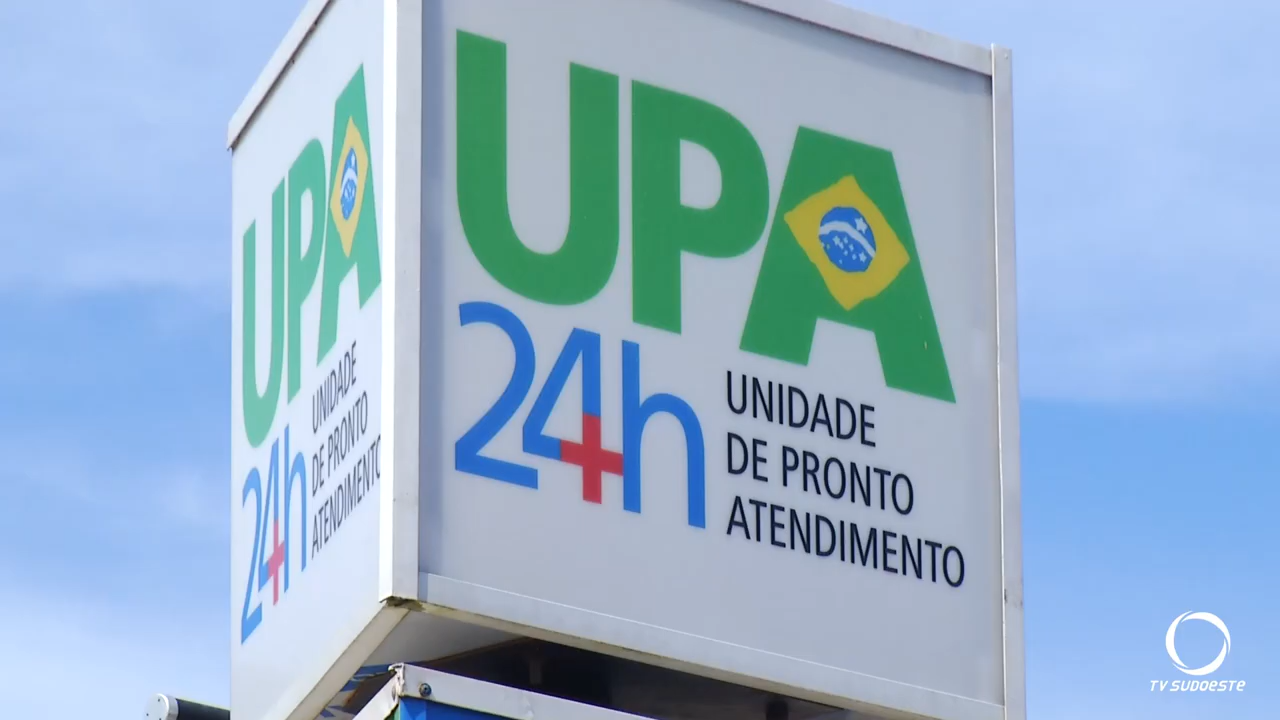 UPA
24h
UNIDADE
DE PRONTO
ATENDIMENTO
UPA
24h
UNIDADE
DE PRONTO
ATENDIMENTO
TV SUDOESTE